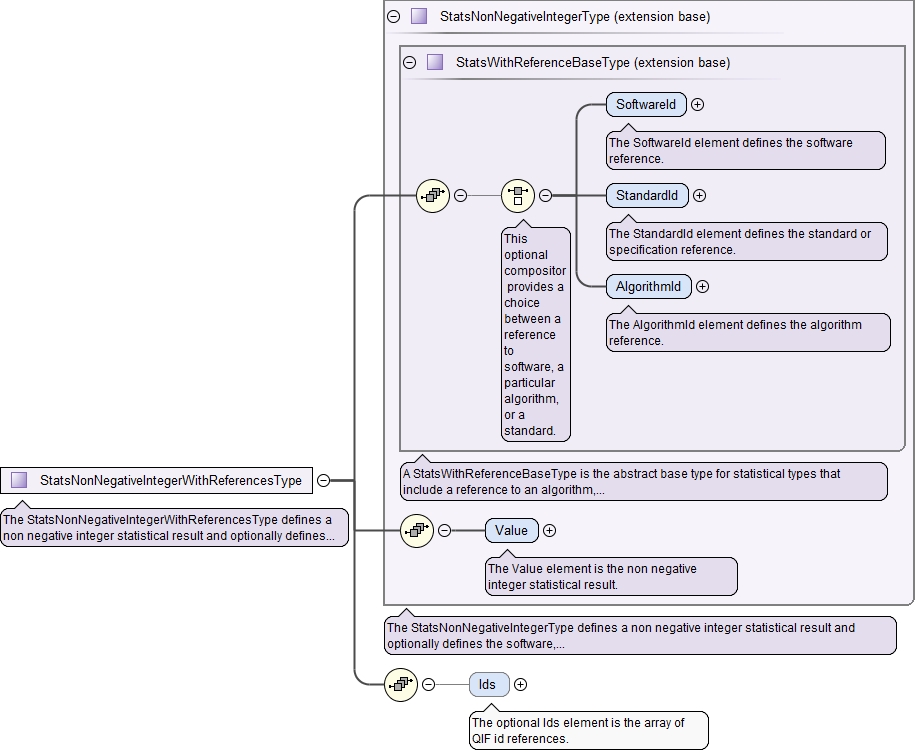 StatsNonNegativeIntegerType (extension base)
StatsWithReferenceBaseType (extension base)
SoftwareId
The SoftwareId element defines the software
reference.
StandardId
The StandardId element defines the standard or
specification reference.
This
optional
compositor
provides a
choice
between a
reference
to
software, a
particular
algorithm,
or a
standard.
AlgorithmId
The AlgorithmId element defines the algorithm
reference.
A StatsWithReferenceBaseType is the abstract base type for statistical types that
include a reference to an algorithm,...
StatsNonNegativeIntegerWithReferencesType
The StatsNonNegativeIntegerWithReferencesType defines a
non negative integer statistical result and optionally defines...
Value
The Value element is the non negative
integer statistical result.
The StatsNonNegativeIntegerType defines a non negative integer statistical result and
optionally defines the software,...
Ids
The optional Ids element is the array of
QIF id references.